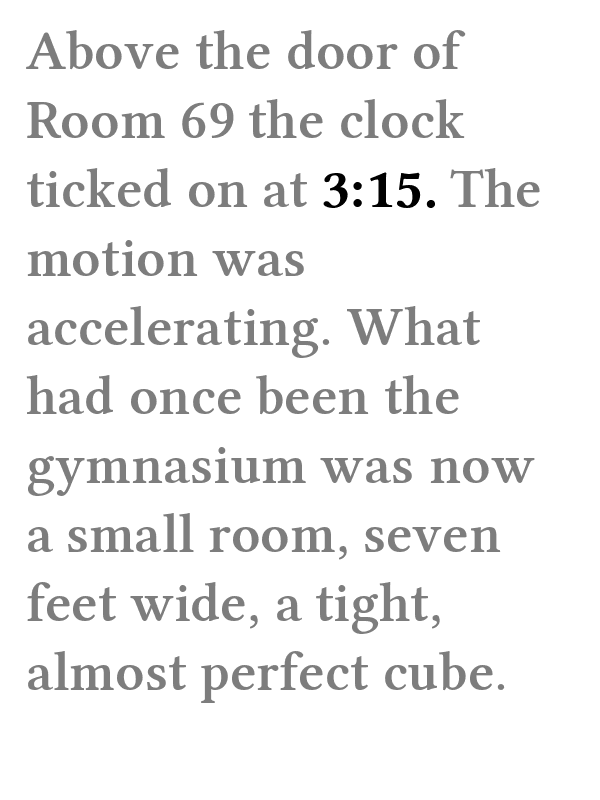 Above the door of
Room 69 the clock
ticked on at 3:15. The
motion was
accelerating. What
had once been the
gymnasium was now
a small room, seven
feet wide, a tight,
almost perfect cube.